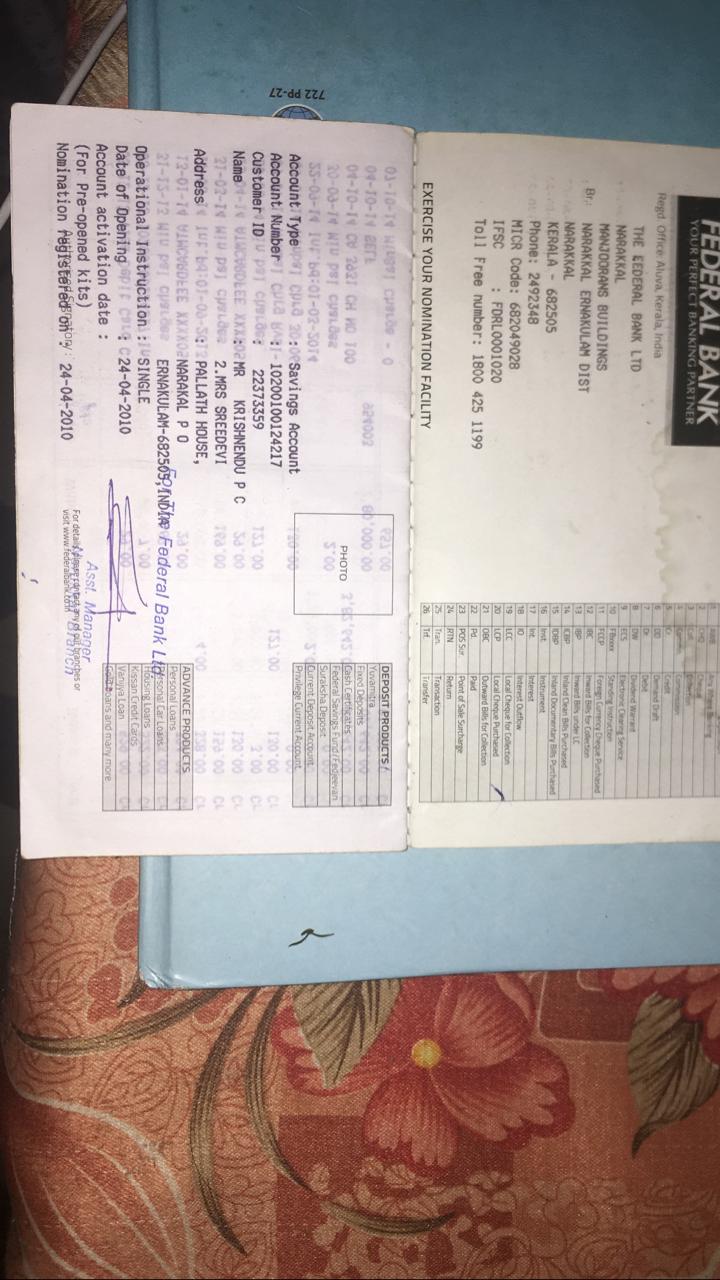 FEDERAL BANK
YOUR PERFECT BANKING PARTNER
Regd. Office: Aluva, Kerala, India
THE FEDERAL BANK LTD
NARAKKAL
MANJOORANS BUILDINGS
Br: NARAKKAL ERNAKULAM DIST
NARAKKAL
KERALA - 682505
Phone: 2492348
MICR Code: 682049028
IFSC : FDRL0001020
Toll Free number: 1800 425 1199
EXERCISE YOUR NOMINATION FACILITY
6 DD Demand Draft
8 DW Dividend Warrant
9 ECS Electronic Clearing Service
10 FBxxxx Standing Instruction
11 FCCP Foreign Currency Cheque Purchased
12 IBC Inward Bills for Collection
13 IBP Inward Bills under LC
14 ICBP Inland Clean Bills Purchased
15 IDBP Inland Documentary Bills Purchased
16 Inst. Instrument
17 Int. Interest
18 IO Interest Outflow
19 LCC Local Cheque for Collection
20 LCP Local Cheque Purchased
21 OBC Outward Bills for Collection
22 Pd. Paid
23 POS Sur Point of Sale Surcharge
24 RTN Return
25 Tran. Transaction
26 Trf. Transfer
Account Type :Savings Account
Account Number : 10200100124217
Customer ID : 22373359
Name :MR KRISHNENDU P C
2.MRS SREEDEVI
Address :PALLATH HOUSE,
NARAKAL P O
ERNAKULAM-682505,INDIA
Operational Instruction :SINGLE
Date of Opening : 24-04-2010
Account activation date :
(For Pre-opened kits)
Nomination registered on : 24-04-2010
PHOTO
DEPOSIT PRODUCTS
Yuvamitra
Fixed Deposits
Cash Certificates
Federal Savings Fund/Fedjeevan
Suraksha Deposit
Current Deposit Account
Privilege Current Account
ADVANCE PRODUCTS
Personal Loans
Personal Car Loans
Housing Loans
Kissan Credit Cards
Vanitha Loan
Gold Loans and many more
For The Federal Bank Ltd
Asst. Manager
Branch
For details please contact any of our branches or
visit www.federalbank.com
722 PP-27